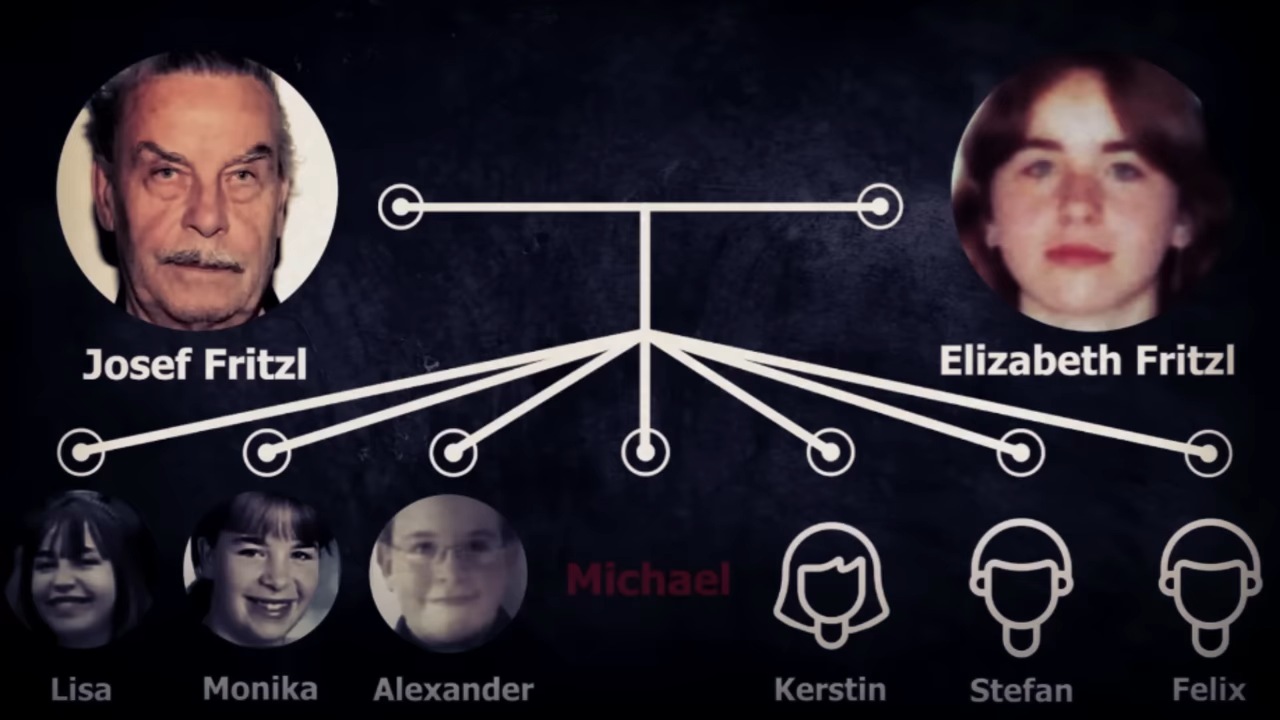 Josef Fritzl
Elizabeth Fritzl
Michael
Lisa
Monika
Alexander
Kerstin
Stefan
Felix